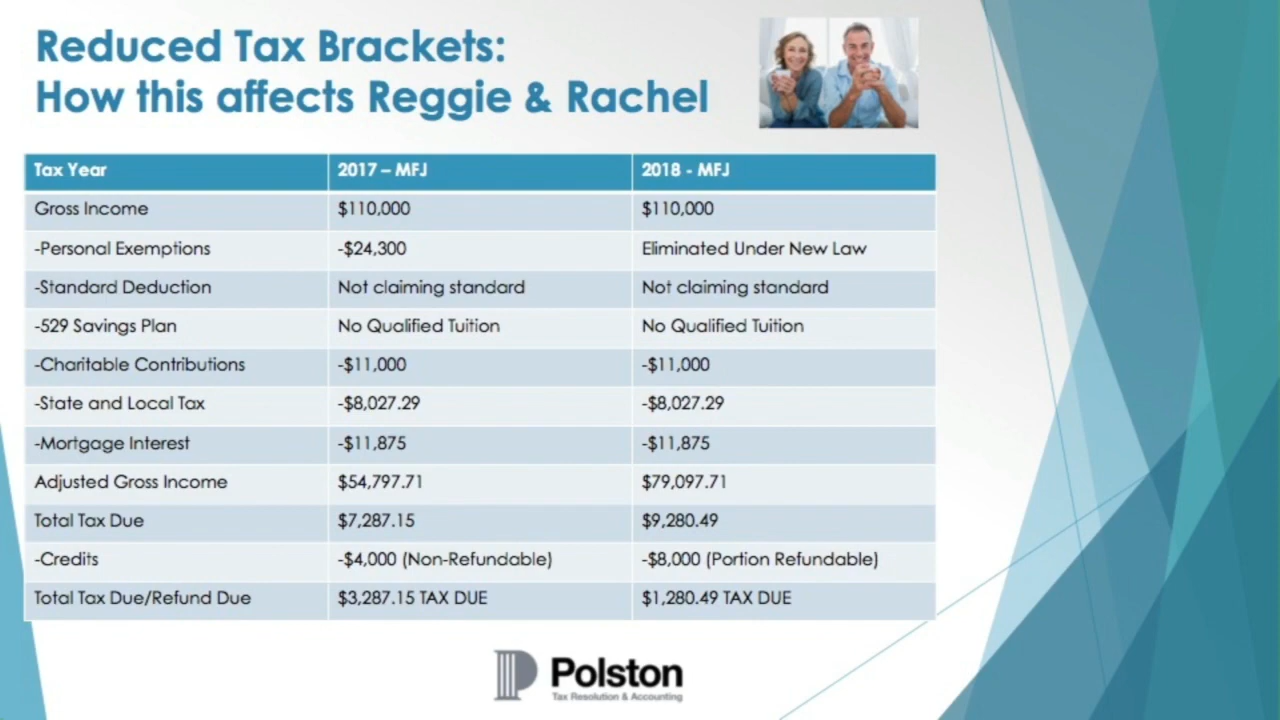 Reduced Tax Brackets:
How this affects Reggie & Rachel
Tax Year 2017 – MFJ 2018 - MFJ
Gross Income $110,000 $110,000
-Personal Exemptions -$24,300 Eliminated Under New Law
-Standard Deduction Not claiming standard Not claiming standard
-529 Savings Plan No Qualified Tuition No Qualified Tuition
-Charitable Contributions -$11,000 -$11,000
-State and Local Tax -$8,027.29 -$8,027.29
-Mortgage Interest -$11,875 -$11,875
Adjusted Gross Income $54,797.71 $79,097.71
Total Tax Due $7,287.15 $9,280.49
-Credits -$4,000 (Non-Refundable) -$8,000 (Portion Refundable)
Total Tax Due/Refund Due $3,287.15 TAX DUE $1,280.49 TAX DUE
Polston
Tax Resolution & Accounting